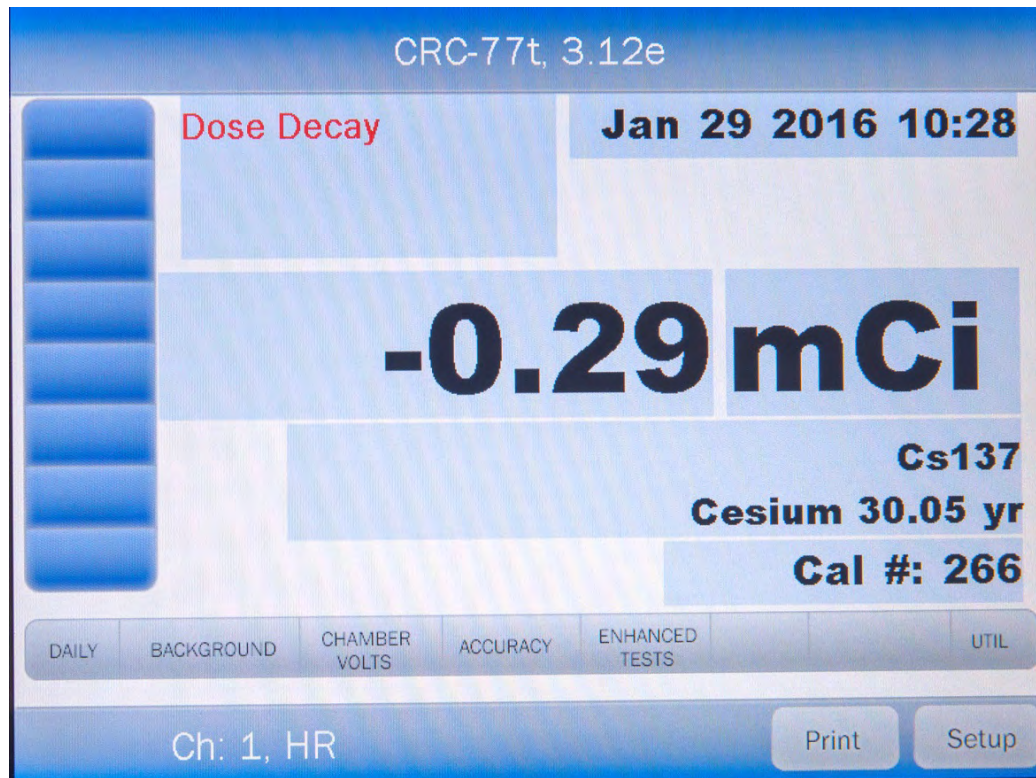 CRC-77t, 3.12e
Dose Decay
Jan 29 2016 10:28
-0.29 mCi
Cs137
Cesium 30.05 yr
Cal #: 266
DAILY
BACKGROUND
CHAMBER
VOLTS
ACCURACY
ENHANCED
TESTS
UTIL
Ch: 1, HR
Print
Setup